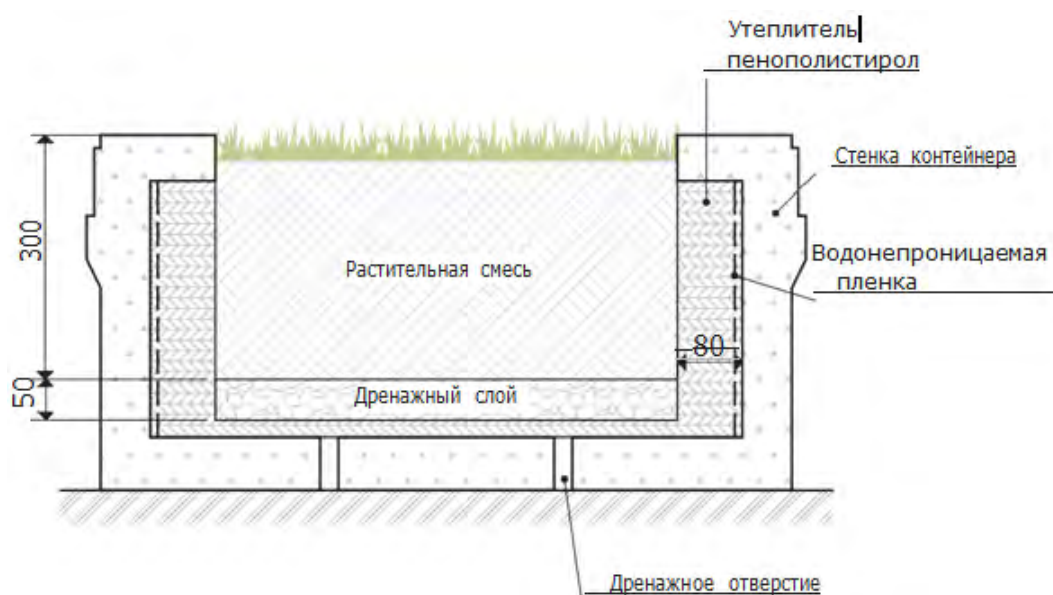 Утеплитель
пенополистирол
Стенка контейнера
300
Растительная смесь
Водонепроницаемая
пленка
80
50
Дренажный слой
Дренажное отверстие